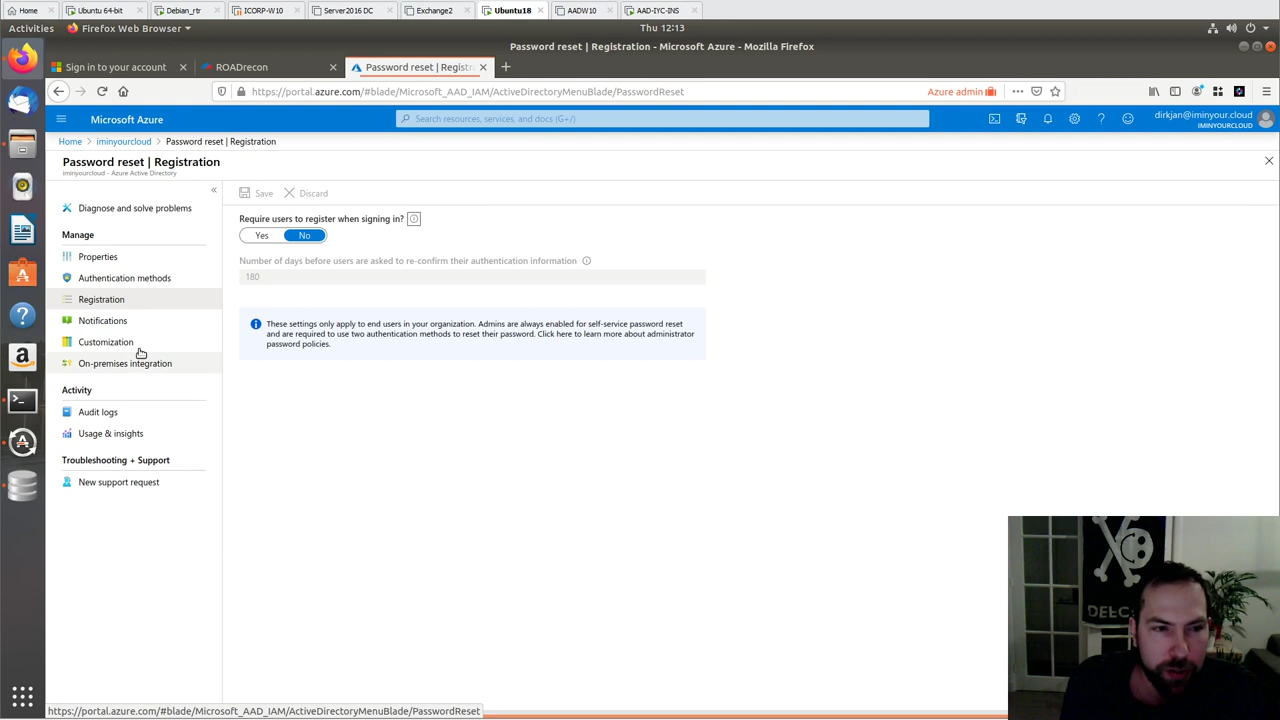 Home
Ubuntu 64-bit
Debian_rtr
ICORP-W10
Server2016 DC
Exchange2
Ubuntu18
AADW10
AAD-IYC-INS
Activities
Firefox Web Browser
Thu 12:13
Password reset | Registration - Microsoft Azure - Mozilla Firefox
Sign in to your account
ROADrecon
Password reset | Registr
https://portal.azure.com/#blade/Microsoft_AAD_IAM/ActiveDirectoryMenuBlade/PasswordReset
Azure admin
Microsoft Azure
Search resources, services, and docs (G+/)
dirkjan@iminyour.cloud
IMINYOURCLOUD
Home > iminyourcloud > Password reset | Registration
Password reset | Registration
iminyourcloud - Azure Active Directory
Diagnose and solve problems
Manage
Properties
Authentication methods
Registration
Notifications
Customization
On-premises integration
Activity
Audit logs
Usage & insights
Troubleshooting + Support
New support request
Save
Discard
Require users to register when signing in?
Yes
No
Number of days before users are asked to re-confirm their authentication information
180
These settings only apply to end users in your organization. Admins are always enabled for self-service password reset
and are required to use two authentication methods to reset their password. Click here to learn more about administrator
password policies.
https://portal.azure.com/#blade/Microsoft_AAD_IAM/ActiveDirectoryMenuBlade/PasswordReset